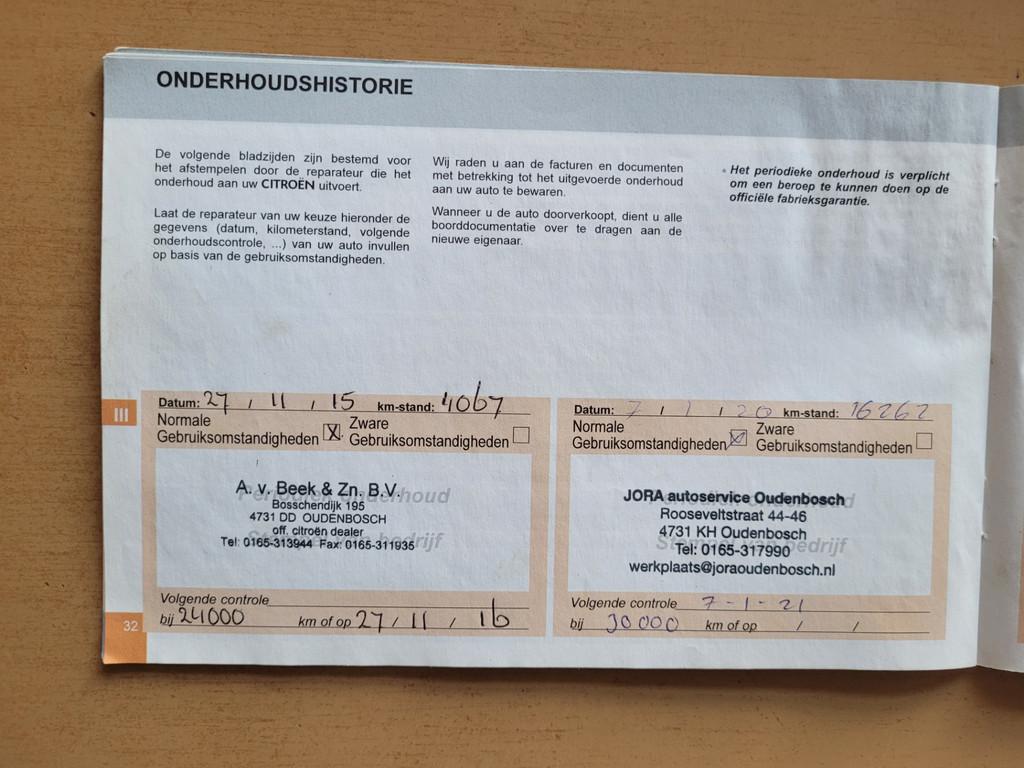 ONDERHOUDSHISTORIE
De volgende bladzijden zijn bestemd voor
het afstempelen door de reparateur die het
onderhoud aan uw CITROËN uitvoert.
Laat de reparateur van uw keuze hieronder de
gegevens (datum, kilometerstand, volgende
onderhoudscontrole, ...) van uw auto invullen
op basis van de gebruiksomstandigheden.
Wij raden u aan de facturen en documenten
met betrekking tot het uitgevoerde onderhoud
aan uw auto te bewaren.
Wanneer u de auto doorverkoopt, dient u alle
boorddocumentatie over te dragen aan de
nieuwe eigenaar.
Het periodieke onderhoud is verplicht
om een beroep te kunnen doen op de
officiële fabrieksgarantie.
III
Datum: 27 / 11 / 15 km-stand: 4067
Normale
Gebruiksomstandigheden X
Zware
Gebruiksomstandigheden
Periodiek onderhoud
Stempel van bedrijf
A. v. Beek & Zn. B.V.
Bosschendijk 195
4731 DD OUDENBOSCH
off. citroën dealer
Tel: 0165-313944 Fax: 0165-311935
Volgende controle
bij 24000 km of op 27 / 11 / 16
Datum: 7 / 1 / 20 km-stand: 16262
Normale
Gebruiksomstandigheden X
Zware
Gebruiksomstandigheden
Stempel van bedrijf
JORA autoservice Oudenbosch
Rooseveltstraat 44-46
4731 KH Oudenbosch
Tel: 0165-317990
werkplaats@joraoudenbosch.nl
Volgende controle 7-1-21
bij 30000 km of op / /
32